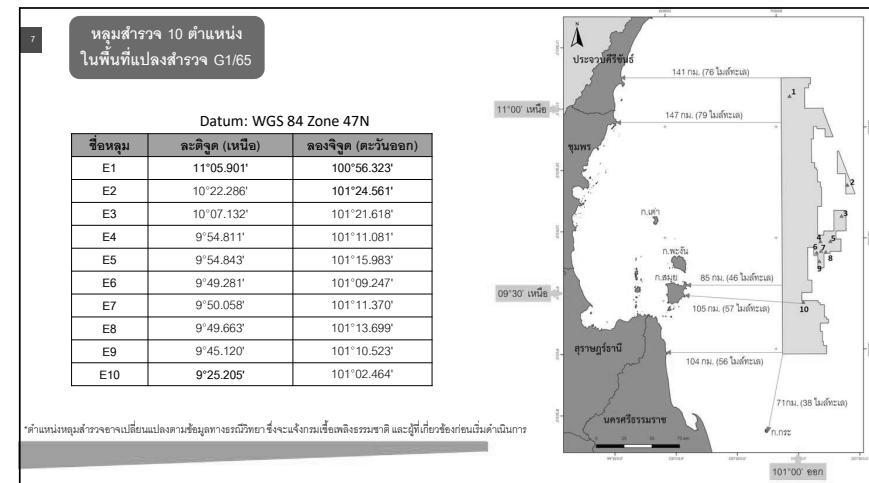 7
หลุมสำรวจ 10 ตำแหน่ง
ในพื้นที่แปลงสำรวจ G1/65
Datum: WGS 84 Zone 47N
ชื่อหลุม ละติจูด (เหนือ) ลองจิจูด (ตะวันออก)
E1 11°05.901' 100°56.323'
E2 10°22.286' 101°24.561'
E3 10°07.132' 101°21.618'
E4 9°54.811' 101°11.081'
E5 9°54.843' 101°15.983'
E6 9°49.281' 101°09.247'
E7 9°50.058' 101°11.370'
E8 9°49.663' 101°13.699'
E9 9°45.120' 101°10.523'
E10 9°25.205' 101°02.464'
*ตำแหน่งหลุมสำรวจอาจเปลี่ยนแปลงตามข้อมูลทางธรณีวิทยา ซึ่งจะแจ้งกรมเชื้อเพลิงธรรมชาติ และผู้ที่เกี่ยวข้องก่อนเริ่มดำเนินการ
N
ประจวบคีรีขันธ์
141 กม. (76 ไมล์ทะเล)
1
11°00' เหนือ
147 กม. (79 ไมล์ทะเล)
ชุมพร
2
3
ก.เต่า
4
5
6
7
8
9
ก.พะงัน
ก.สมุย
85 กม. (46 ไมล์ทะเล)
09°30' เหนือ
105 กม. (57 ไมล์ทะเล)
10
สุราษฎร์ธานี
104 กม. (56 ไมล์ทะเล)
71กม. (38 ไมล์ทะเล)
นครศรีธรรมราช
ก.กระ
101°00' ออก